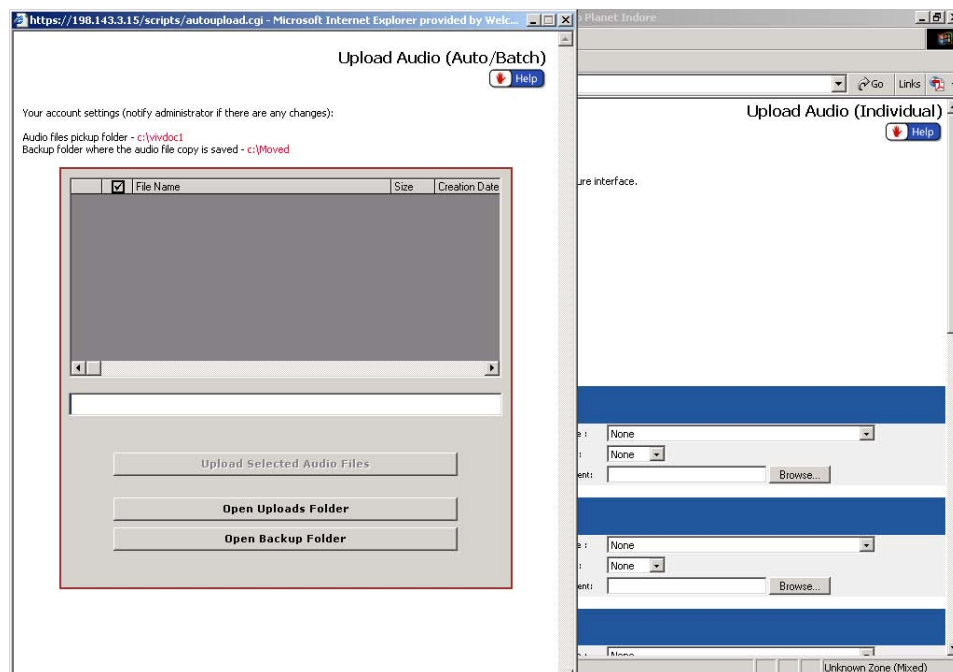 https://198.143.3.15/scripts/autoupload.cgi - Microsoft Internet Explorer provided by Welc...
Upload Audio (Auto/Batch)
Help
Your account settings (notify administrator if there are any changes):
Audio files pickup folder - c:\vivdoc1
Backup folder where the audio file copy is saved - c:\Moved
File Name Size Creation Date
Upload Selected Audio Files
Open Uploads Folder
Open Backup Folder
Planet Indore
Go Links
Upload Audio (Individual)
Help
ure interface.
e : None
: None
ent: Browse...
e : None
: None
ent: Browse...
None
Unknown Zone (Mixed)